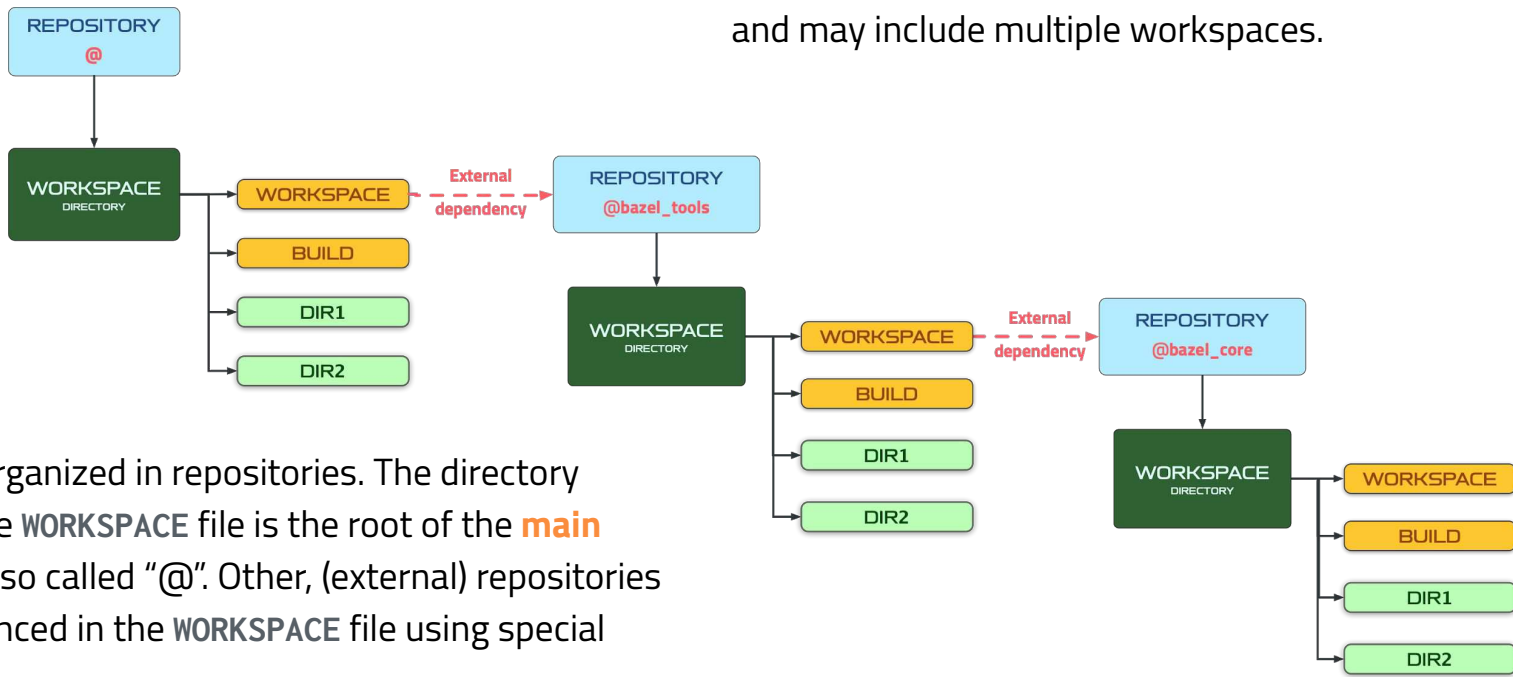 and may include multiple workspaces.
REPOSITORY
@
WORKSPACE
DIRECTORY
WORKSPACE
BUILD
DIR1
DIR2
External
dependency
REPOSITORY
@bazel_tools
WORKSPACE
DIRECTORY
WORKSPACE
BUILD
DIR1
DIR2
External
dependency
REPOSITORY
@bazel_core
WORKSPACE
DIRECTORY
WORKSPACE
BUILD
DIR1
DIR2
rganized in repositories. The directory
e WORKSPACE file is the root of the main
so called “@”. Other, (external) repositories
nced in the WORKSPACE file using special